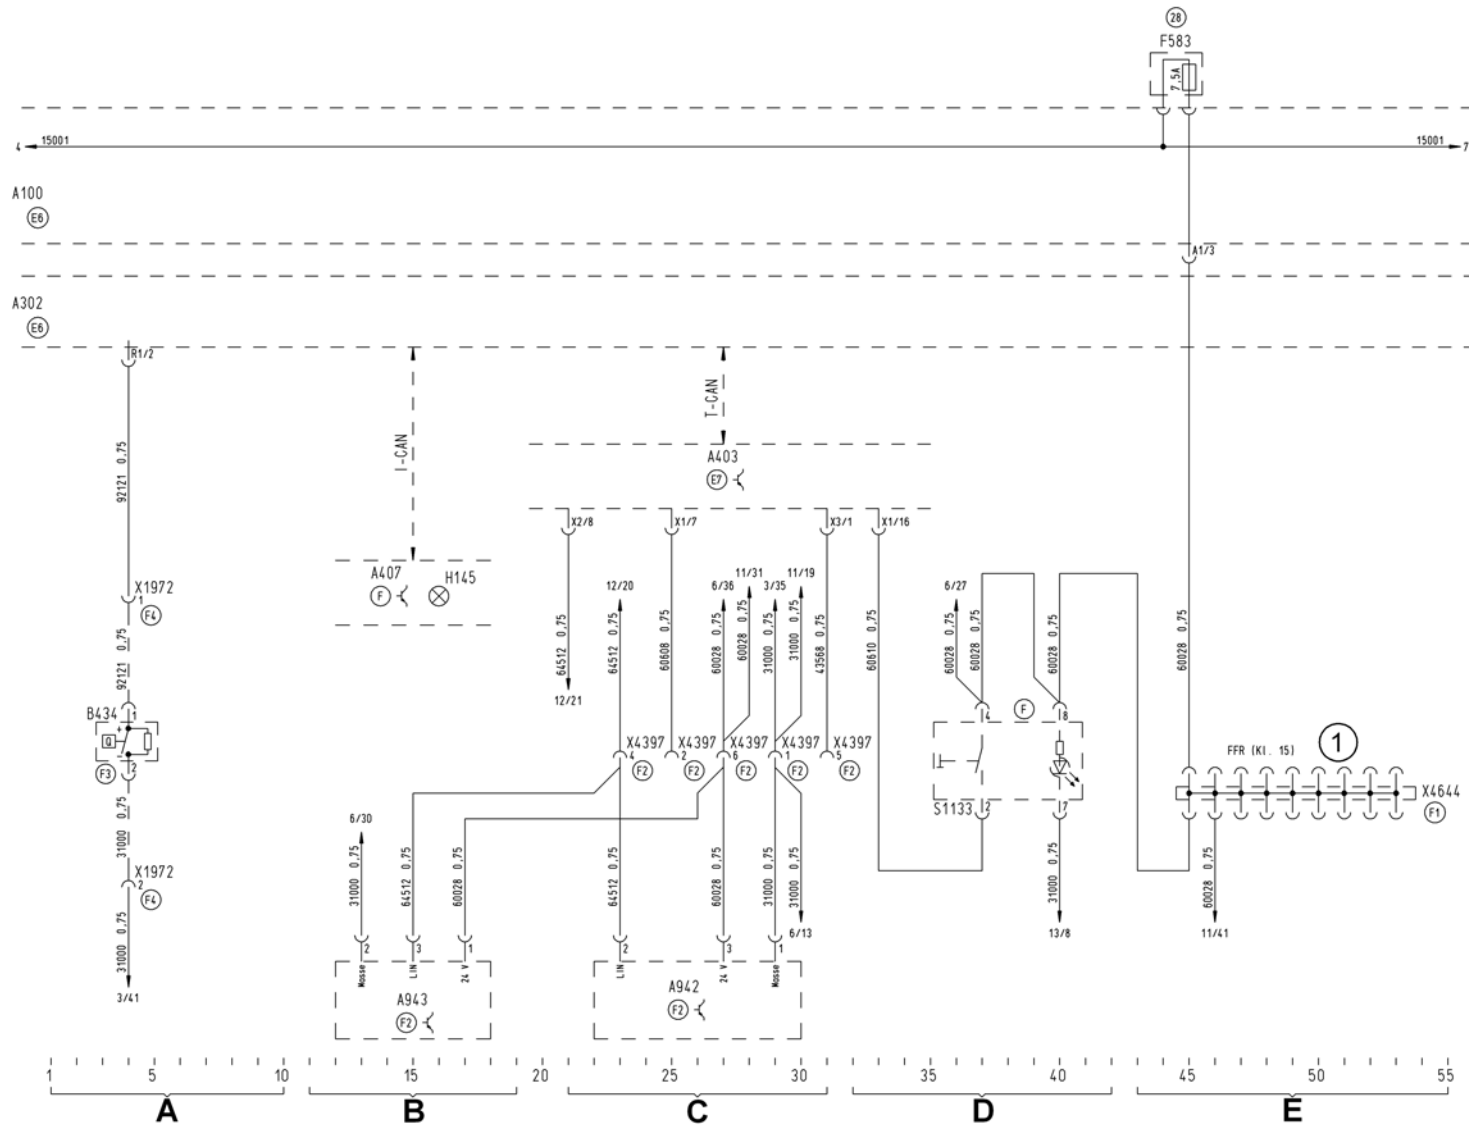 28
F583
7.5A
4 15001 15001 7
A100
E6
A1/3
A302
E6
R1/2
I-CAN
T-CAN
A403
E7
92121 0,75
X2/8 X1/7 X3/1 X1/16
A407 H145
F
12/20 6/36 11/31 3/35 11/19 6/27
X1972
1
F4
64512 0,75
64512 0,75
60608 0,75
60028 0,75
60028 0,75
31000 0,75
31000 0,75
43568 0,75
60610 0,75
60028 0,75
60028 0,75
60028 0,75
60028 0,75
92121 0,75
12/21
B434 1
Q
F3
2
4 F 8
X4397 X4397 X4397 X4397 X4397
4 2 6 1 5
F2 F2 F2 F2 F2
FFR (Kl. 15) 1
X4644
F1
S1133 2 7
31000 0,75
6/30
X1972
2
F4
31000 0,75
64512 0,75
60028 0,75
64512 0,75
60028 0,75
31000 0,75
31000 0,75
31000 0,75
60028 0,75
31000 0,75
6/13 13/8 11/41
2 3 1 2 3 1
Masse LIN 24 V LIN 24 V Masse
3/41
A943
F2
A942
F2
1 5 10 15 20 25 30 35 40 45 50 55
A B C D E